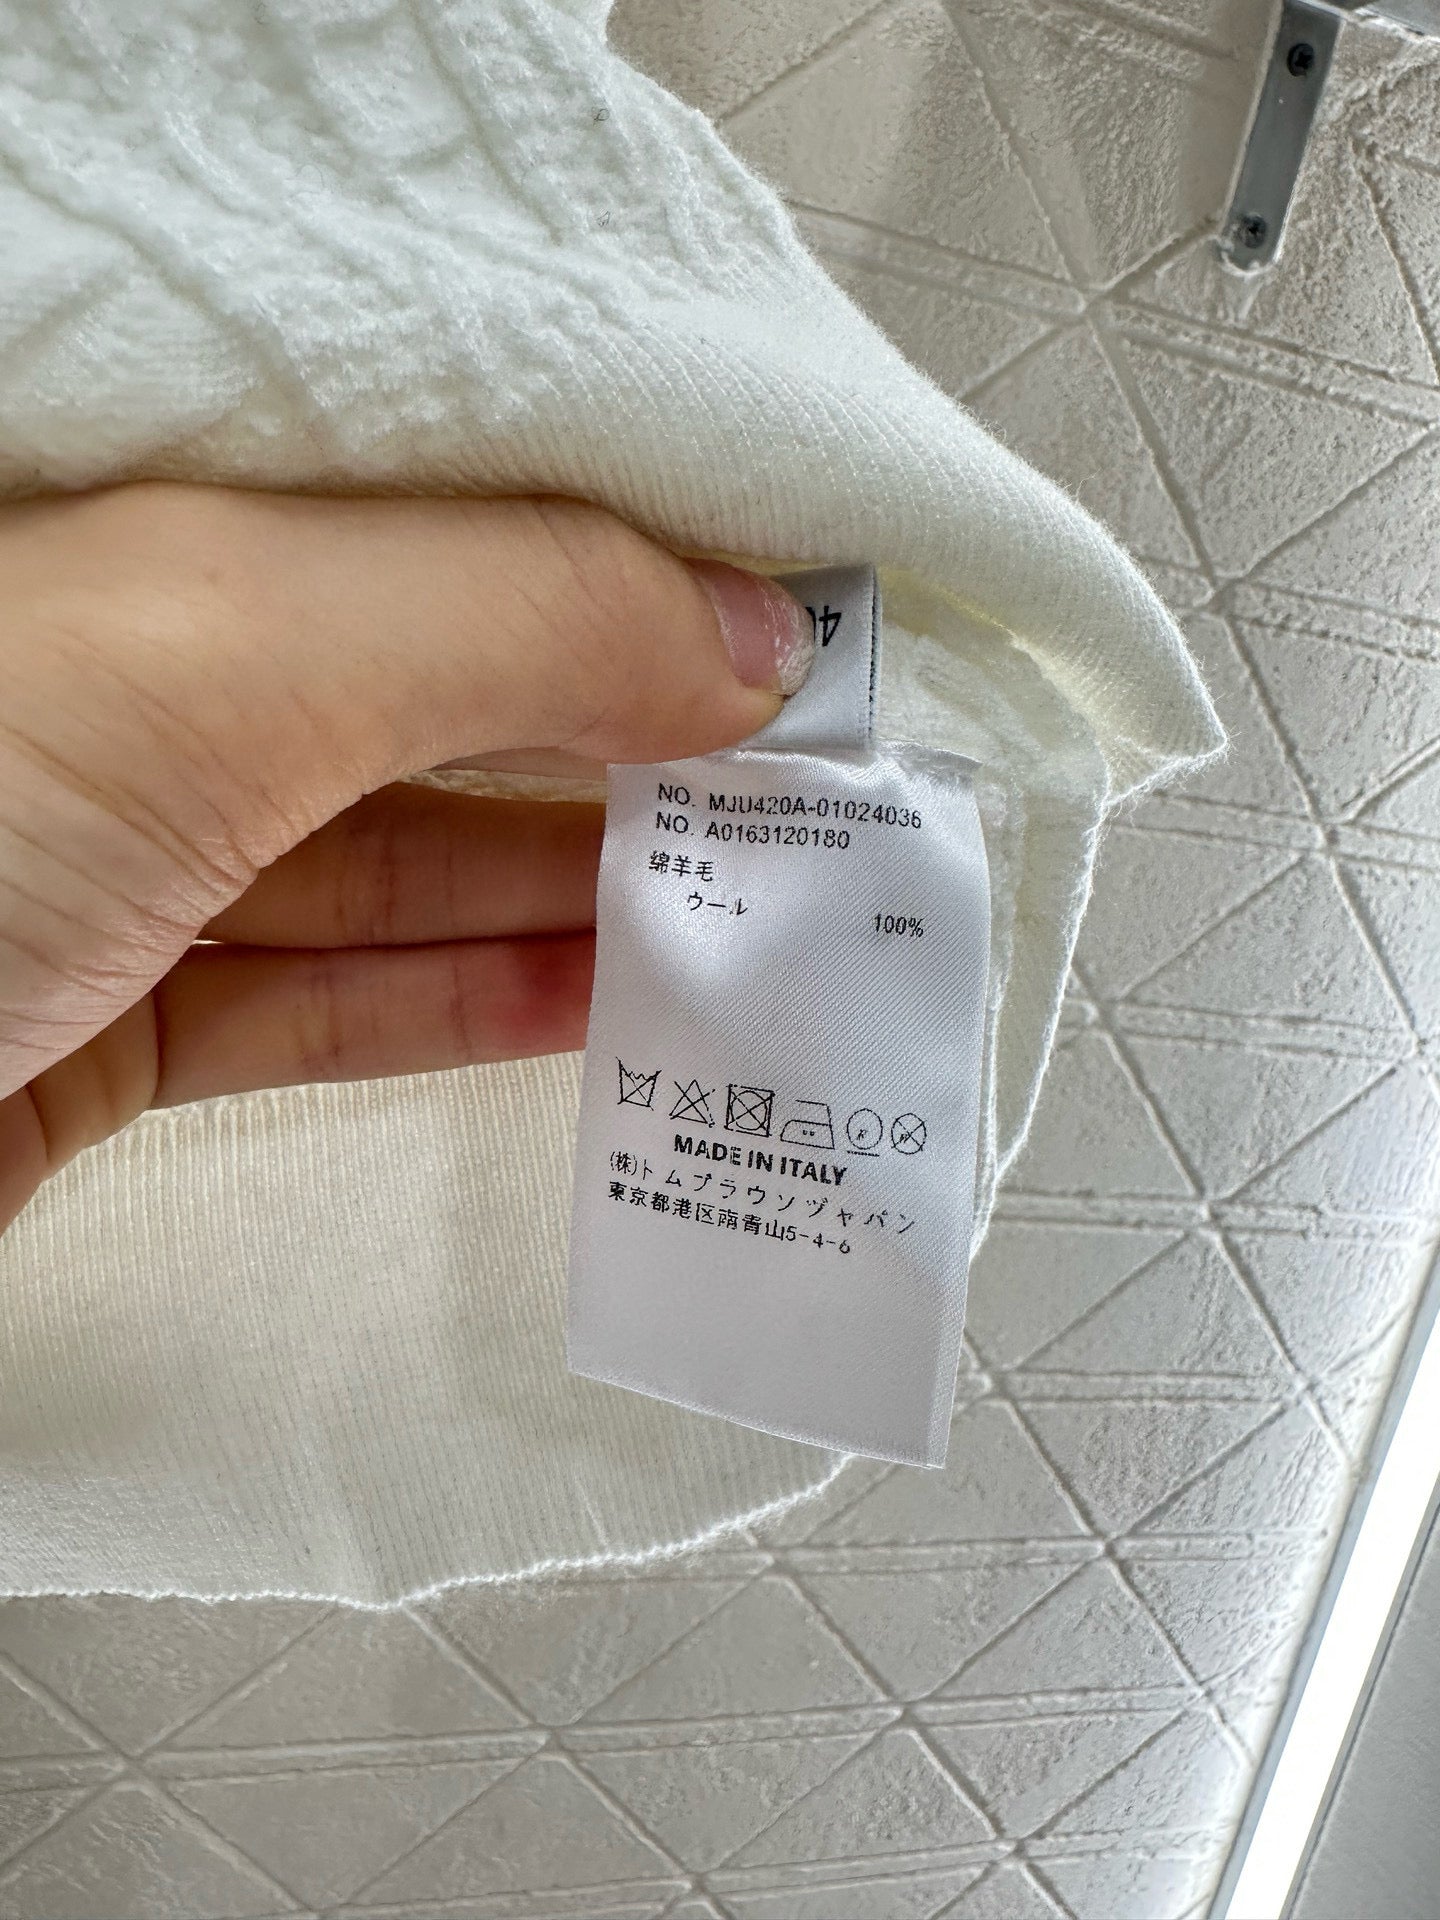 NO. MJU420A-01024036
NO. A0163120180
绵羊毛
ウール 100%
MADE IN ITALY
(株)トムブラウンヅャパン
東京都港区南青山5-4-6